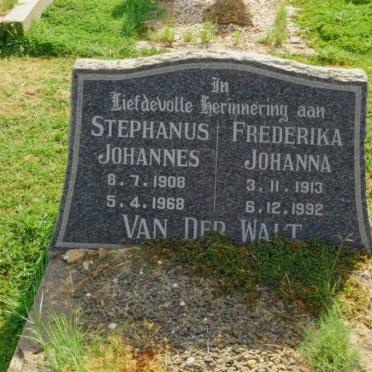 In
Liefdevolle Herinnering aan
STEPHANUS FREDERIKA
JOHANNES JOHANNA
8.7.1908 3.11.1913
5.4.1968 6.12.1992
VAN DER WALT